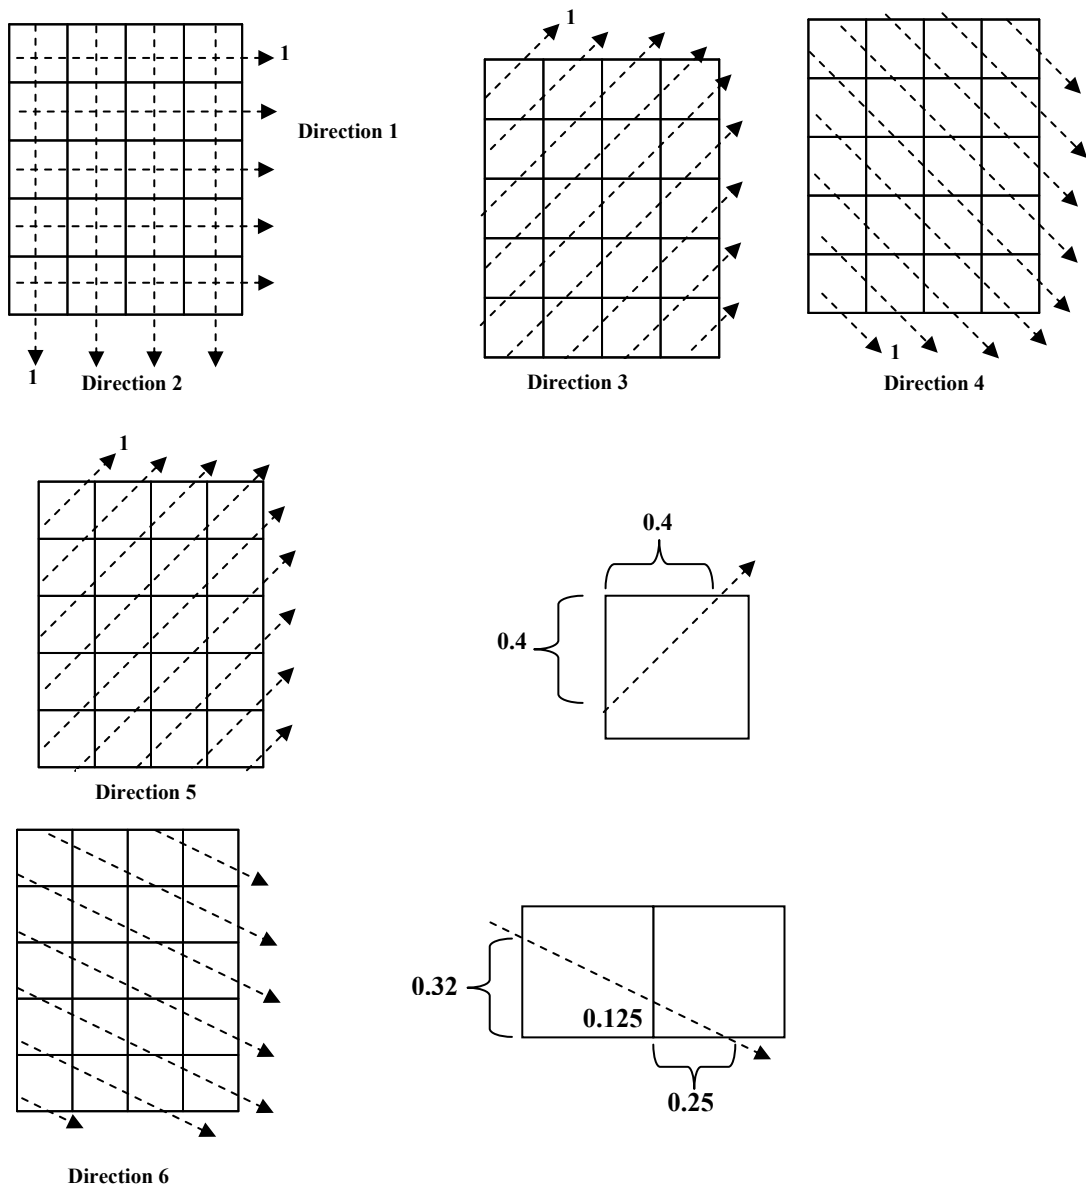 1
1
Direction 1
1
Direction 2
Direction 3
1
Direction 4
1
Direction 5
0.4
0.4
Direction 6
0.32
0.125
0.25